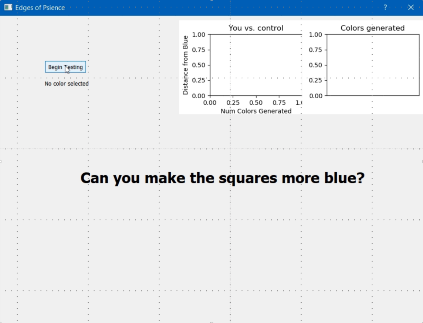 Edges of Psience
? ×
Begin Testing
No color selected
You vs. control
Colors generated
Distance from Blue
1.00
0.75
0.50
0.25
0.00
0.00 0.25 0.50 0.75 1.
Num Colors Generated
1.00
0.75
0.50
0.25
0.00
Can you make the squares more blue?